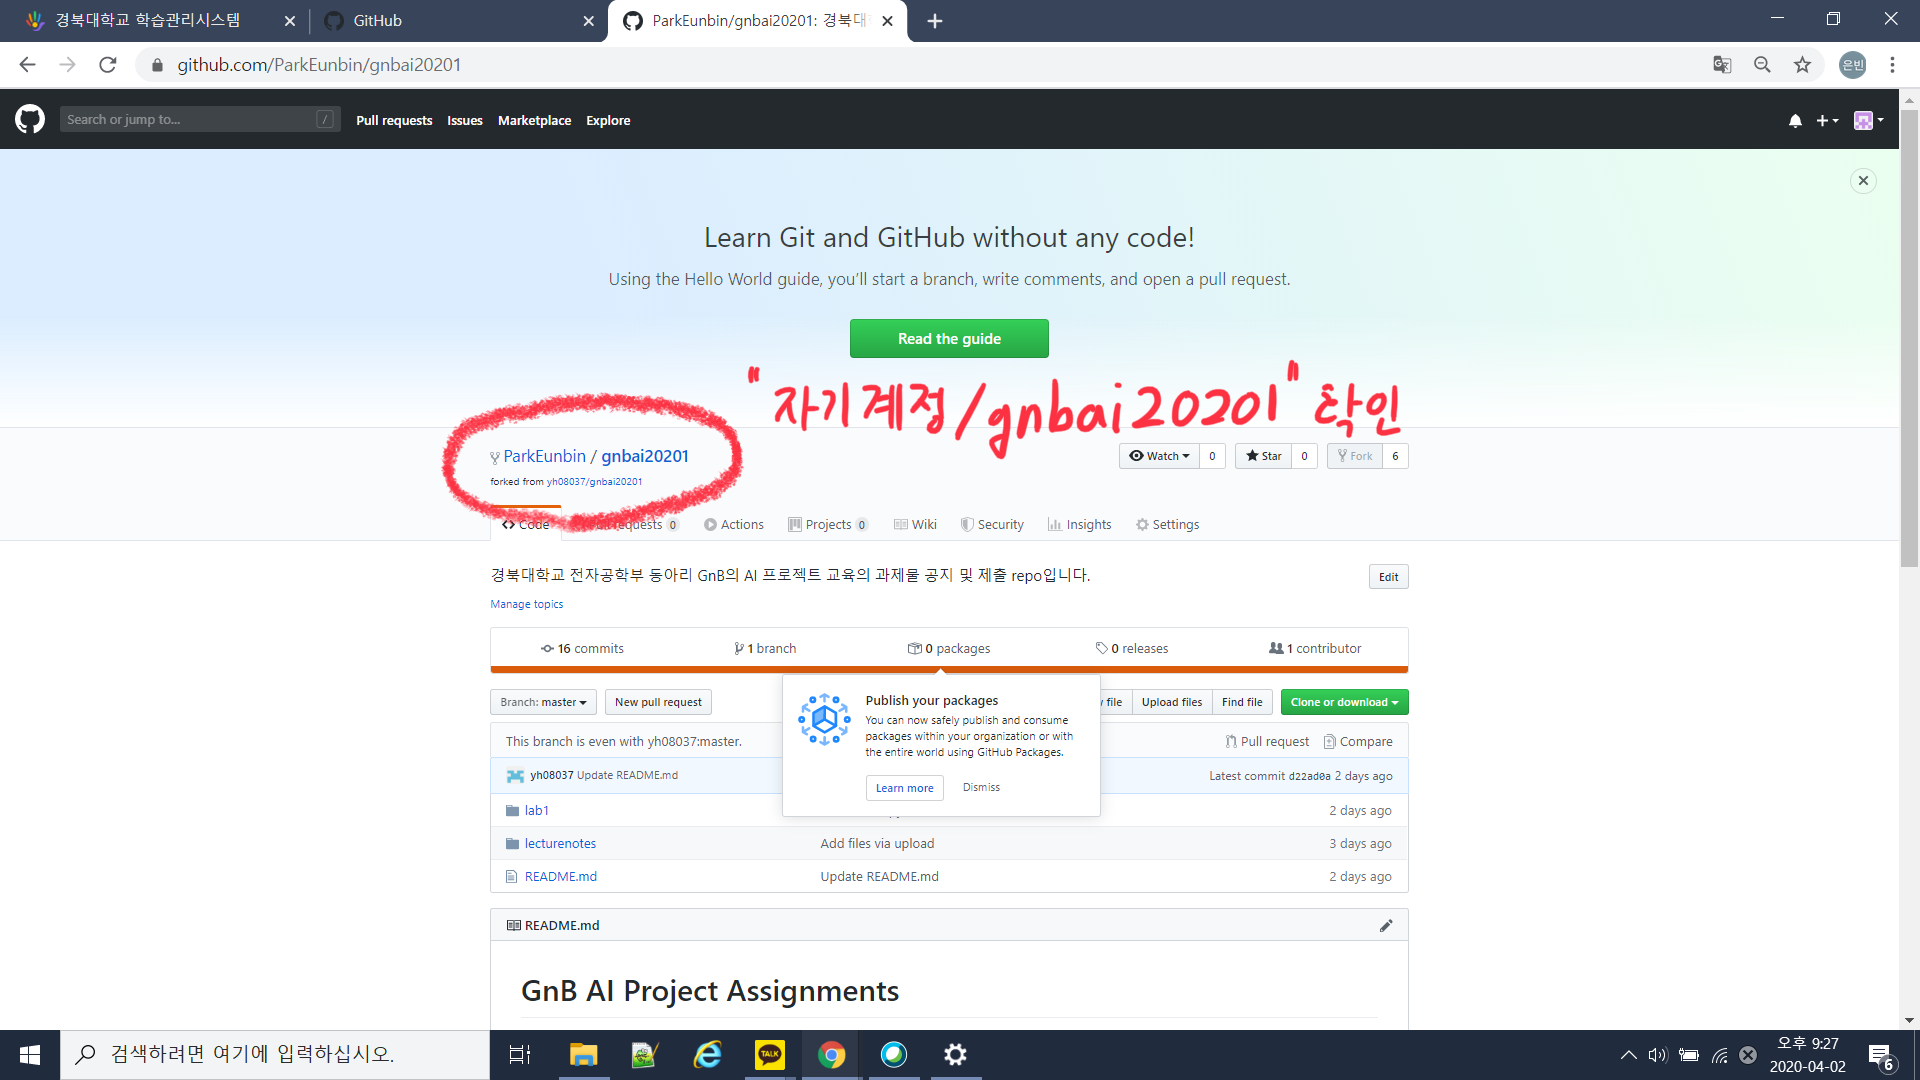 경북대학교 학습관리시스템
GitHub
ParkEunbin/gnbai20201: 경북대
github.com/ParkEunbin/gnbai20201
은빈
Search or jump to...
/
Pull requests
Issues
Marketplace
Explore
Learn Git and GitHub without any code!
Using the Hello World guide, you’ll start a branch, write comments, and open a pull request.
Read the guide
"자기계정/gnbai20201" 확인
ParkEunbin / gnbai20201
forked from yh08037/gnbai20201
Watch 0
Star 0
Fork 6
Code
Pull requests 0
Actions
Projects 0
Wiki
Security
Insights
Settings
경북대학교 전자공학부 동아리 GnB의 AI 프로젝트 교육의 과제물 공지 및 제출 repo입니다.
Edit
Manage topics
16 commits
1 branch
0 packages
0 releases
1 contributor
Branch: master
New pull request
file
Upload files
Find file
Clone or download
Publish your packages
You can now safely publish and consume
packages within your organization or with
the entire world using GitHub Packages.
Learn more
Dismiss
This branch is even with yh08037:master.
Pull request
Compare
yh08037 Update README.md
Latest commit d22ad0a 2 days ago
lab1
2 days ago
lecturenotes
Add files via upload
3 days ago
README.md
Update README.md
2 days ago
README.md
GnB AI Project Assignments
검색하려면 여기에 입력하십시오.
TALK
오후 9:27
2020-04-02
6